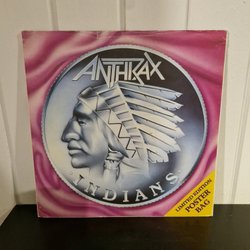 ANTHRAX
INDIANS
LIMITED EDITION
POSTER
BAG